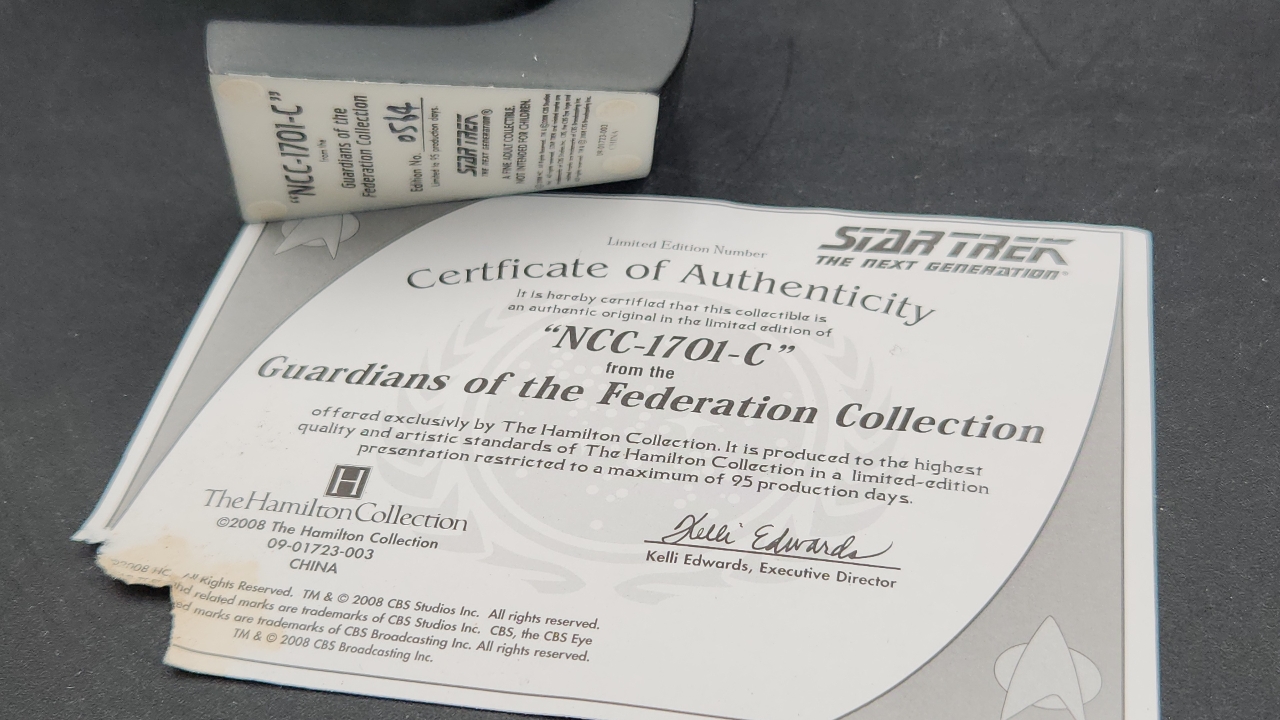 "NCC-1701-C"
from the
Guardians of the
Federation Collection
Edition No. 0564
Limited to 95 production days.
STAR TREK
THE NEXT GENERATION®
A FINE ADULT COLLECTIBLE.
NOT INTENDED FOR CHILDREN.
CHINA
STAR TREK
THE NEXT GENERATION®
Limited Edition Number
Certficate of Authenticity
It is hereby certified that this collectible is
an authentic original in the limited edition of
"NCC-1701-C"
from the
Guardians of the Federation Collection
offered exclusivly by The Hamilton Collection. It is produced to the highest
quality and artistic standards of The Hamilton Collection in a limited-edition
presentation restricted to a maximum of 95 production days.
H
The Hamilton Collection
©2008 The Hamilton Collection
09-01723-003
CHINA
Kelli Edwards
Kelli Edwards, Executive Director
2008 HC. All Rights Reserved. TM & © 2008 CBS Studios Inc. All rights reserved.
and related marks are trademarks of CBS Studios Inc. CBS, the CBS Eye
marks are trademarks of CBS Broadcasting Inc. All rights reserved.
TM & © 2008 CBS Broadcasting Inc.